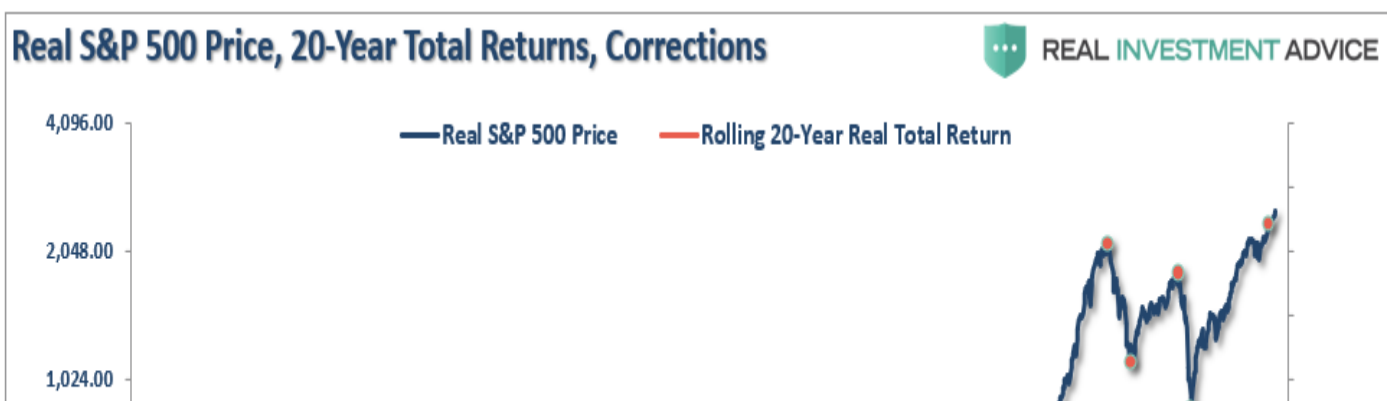 Real S&P 500 Price, 20-Year Total Returns, Corrections
REAL INVESTMENT ADVICE
4,096.00
Real S&P 500 Price
Rolling 20-Year Real Total Return
2,048.00
1,024.00